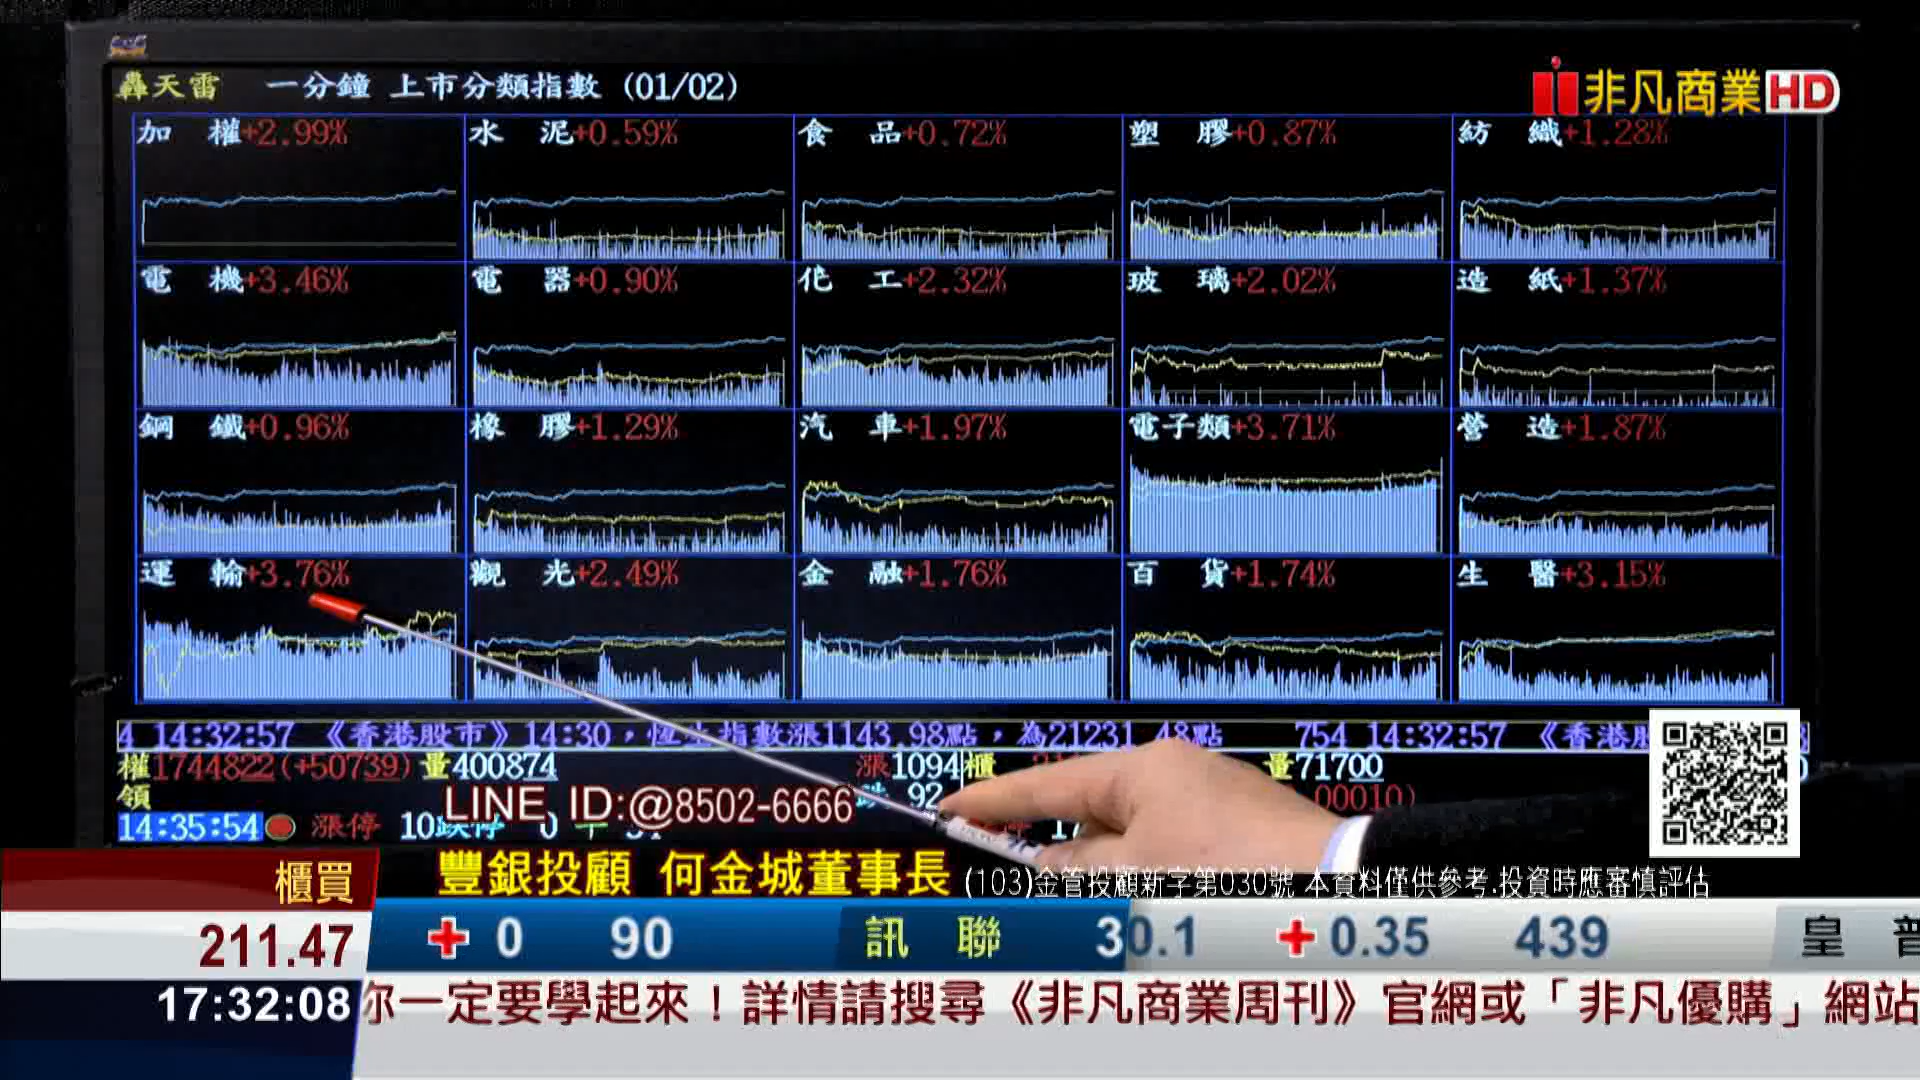 轟天雷 一分鐘 上市分類指數 (01/02)
非凡商業HD
加 權+2.99% 水 泥+0.59% 食 品+0.72% 塑 膠+0.87% 紡 織+1.28%
電 機+3.46% 電 器+0.90% 化 工+2.32% 玻 璃+2.02% 造 紙+1.37%
鋼 鐵+0.96% 橡 膠+1.29% 汽 車+1.97% 電子類+3.71% 營 造+1.87%
運 輸+3.76% 觀 光+2.49% 金 融+1.76% 百 貨+1.74% 生 醫+3.15%
4 14:32:57 《香港股市》14:30，恆生指數漲1143.98點，為21231.48點 754 14:32:57 《香港股
權1744822(+50739) 量400874 漲1094 櫃 量71700
領 跌 92 00010)
LINE ID:@8502-6666
14:35:54 漲停 10 跌停 0 平
豐銀投顧 何金城董事長 (103)金管投顧新字第030號 本資料僅供參考.投資時應審慎評估
櫃買
211.47
+ 0 90 訊 聯 30.1 + 0.35 439 皇 普
17:32:08
你一定要學起來！詳情請搜尋《非凡商業周刊》官網或「非凡優購」網站